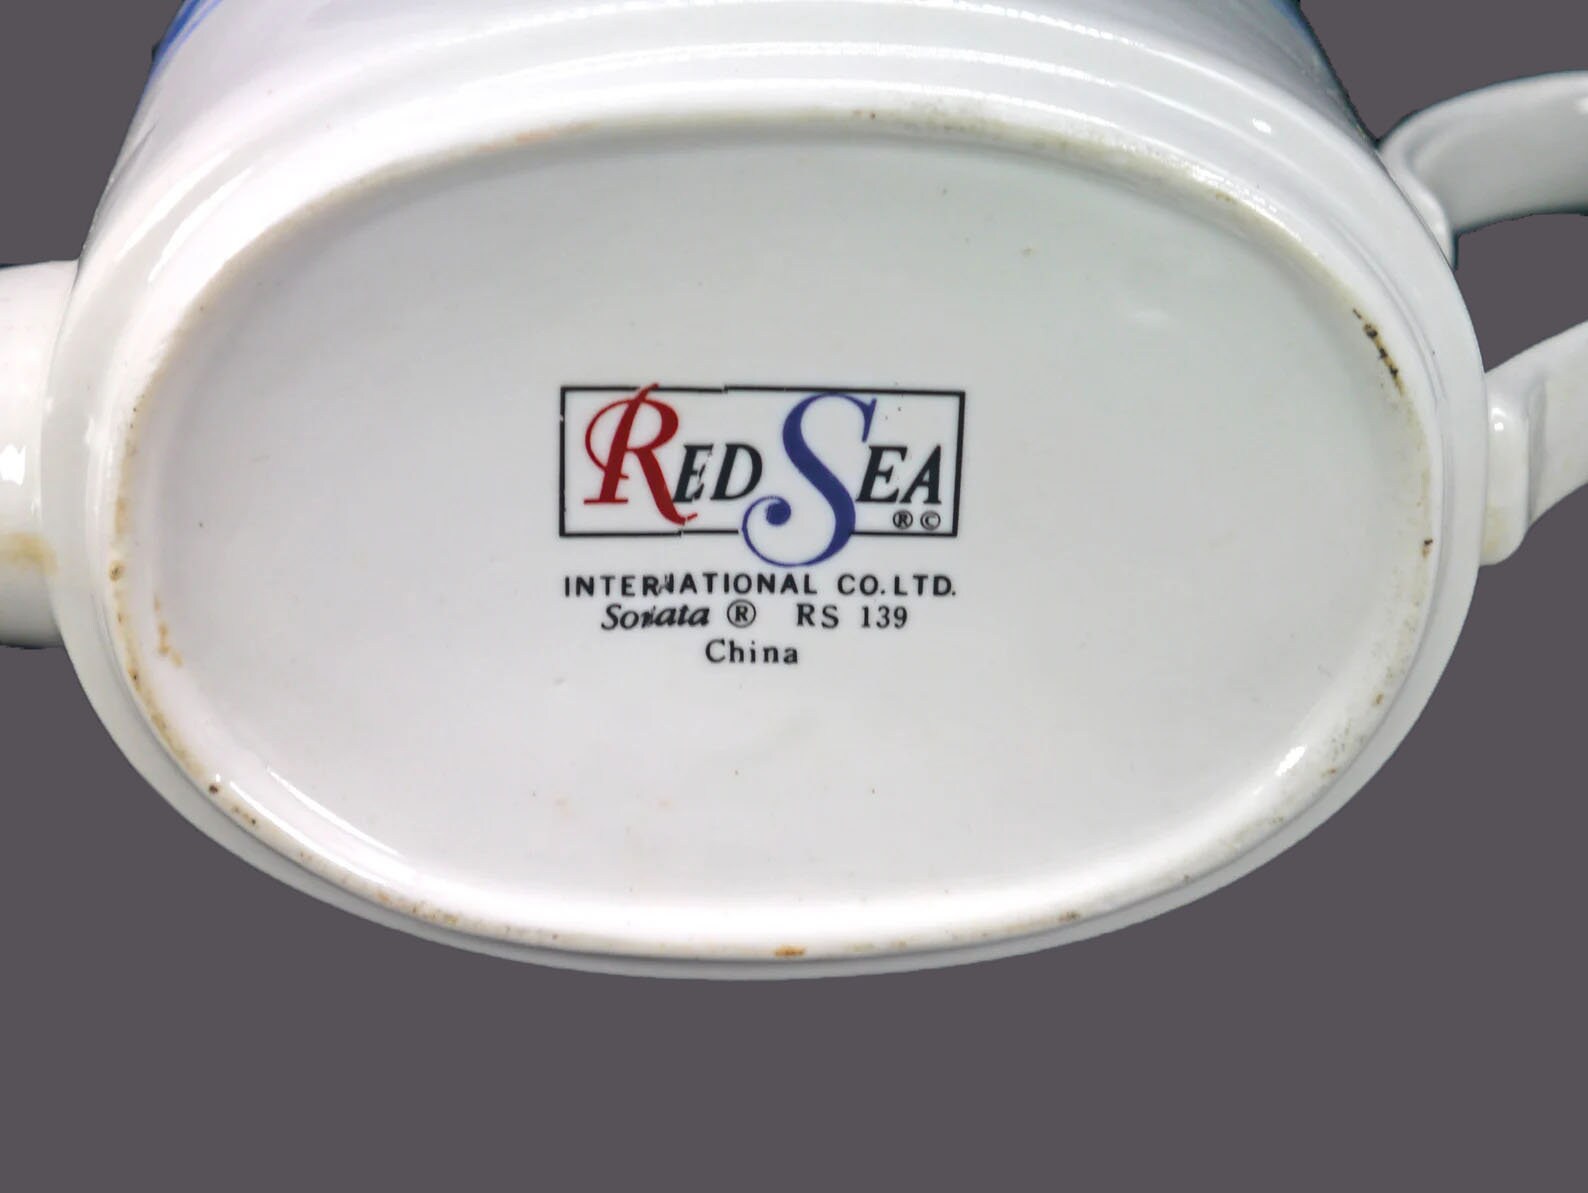 RED SEA ®©
INTERNATIONAL CO. LTD.
Sonata ® RS 139
China